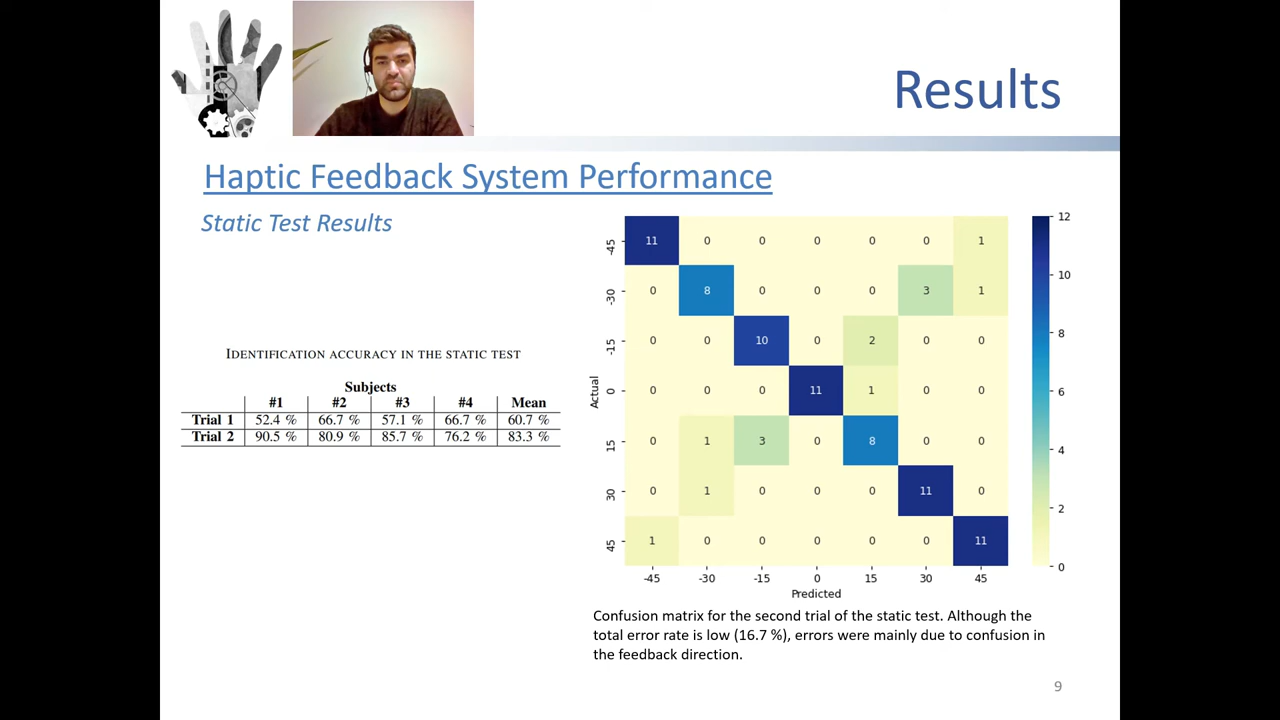 Results
Haptic Feedback System Performance
Static Test Results
IDENTIFICATION ACCURACY IN THE STATIC TEST
Subjects
#1 #2 #3 #4 Mean
Trial 1 52.4 % 66.7 % 57.1 % 66.7 % 60.7 %
Trial 2 90.5 % 80.9 % 85.7 % 76.2 % 83.3 %
Actual
-45 11 0 0 0 0 0 1
-30 0 8 0 0 0 3 1
-15 0 0 10 0 2 0 0
0 0 0 0 11 1 0 0
15 0 1 3 0 8 0 0
30 0 1 0 0 0 11 0
45 1 0 0 0 0 0 11
-45 -30 -15 0 15 30 45
Predicted
12
10
8
6
4
2
0
Confusion matrix for the second trial of the static test. Although the
total error rate is low (16.7 %), errors were mainly due to confusion in
the feedback direction.
9